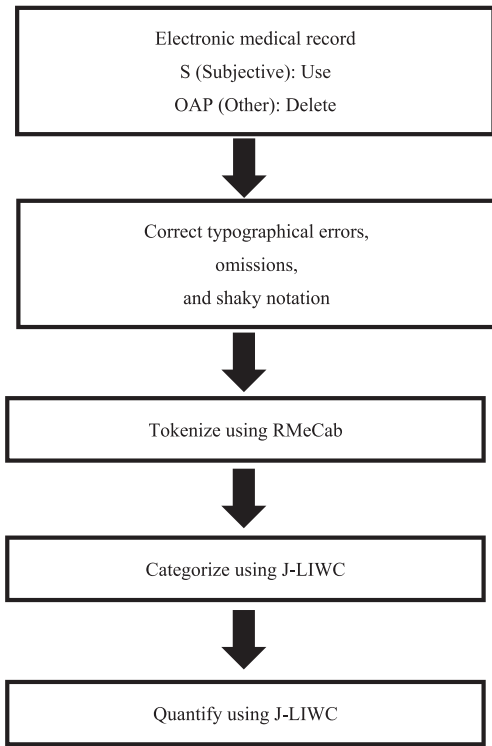 Electronic medical record
S (Subjective): Use
OAP (Other): Delete
Correct typographical errors,
omissions,
and shaky notation
Tokenize using RMeCab
Categorize using J-LIWC
Quantify using J-LIWC